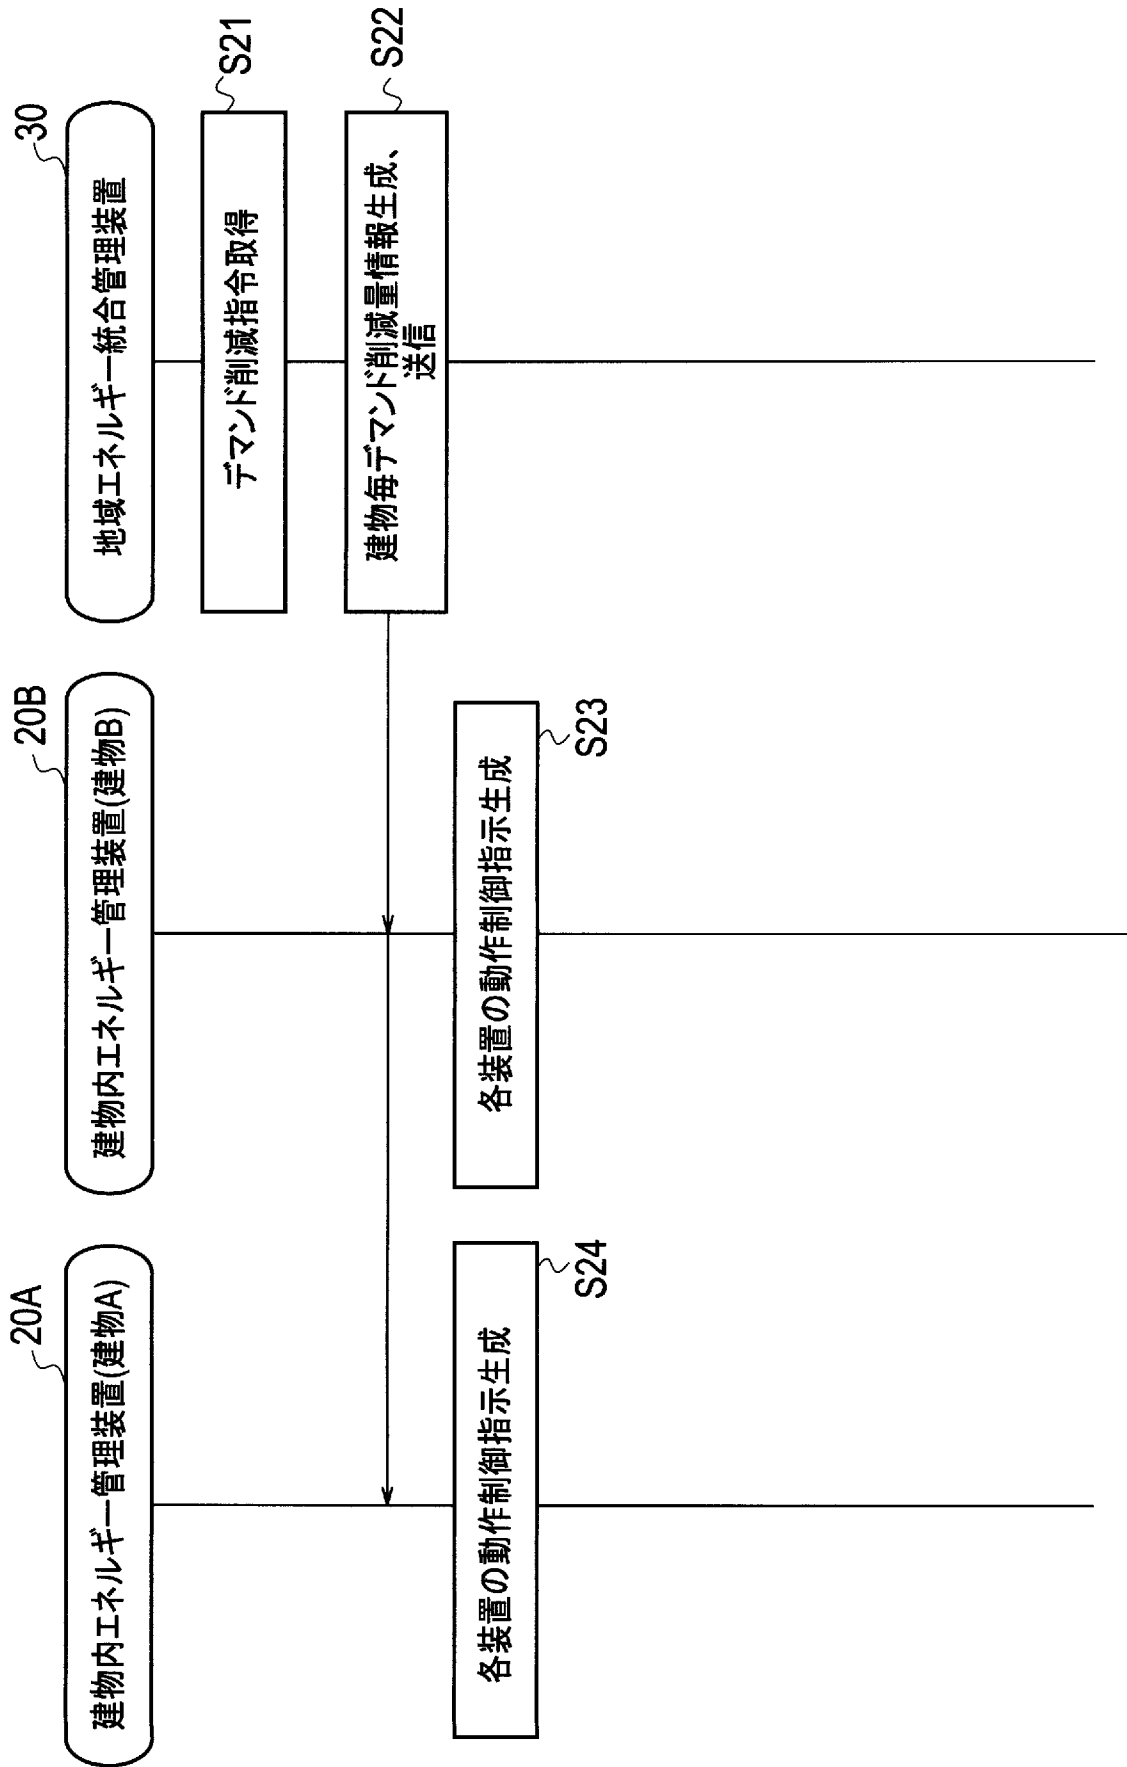 20A
建物内エネルギー管理装置(建物A)
20B
建物内エネルギー管理装置(建物B)
30
地域エネルギー統合管理装置
S21
デマンド削減指令取得
S22
建物毎デマンド削減量情報生成、
送信
各装置の動作制御指示生成
S24
各装置の動作制御指示生成
S23